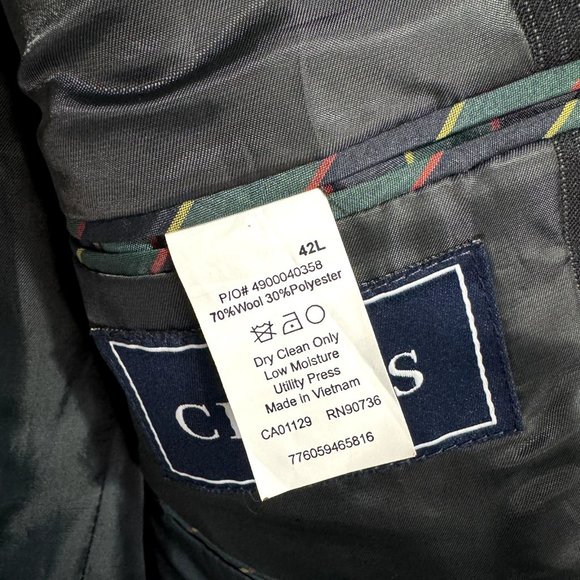 42L
P/O# 4900040358
70%Wool 30%Polyester
Dry Clean Only
Low Moisture
Utility Press
Made in Vietnam
CA01129 RN90736
776059465816